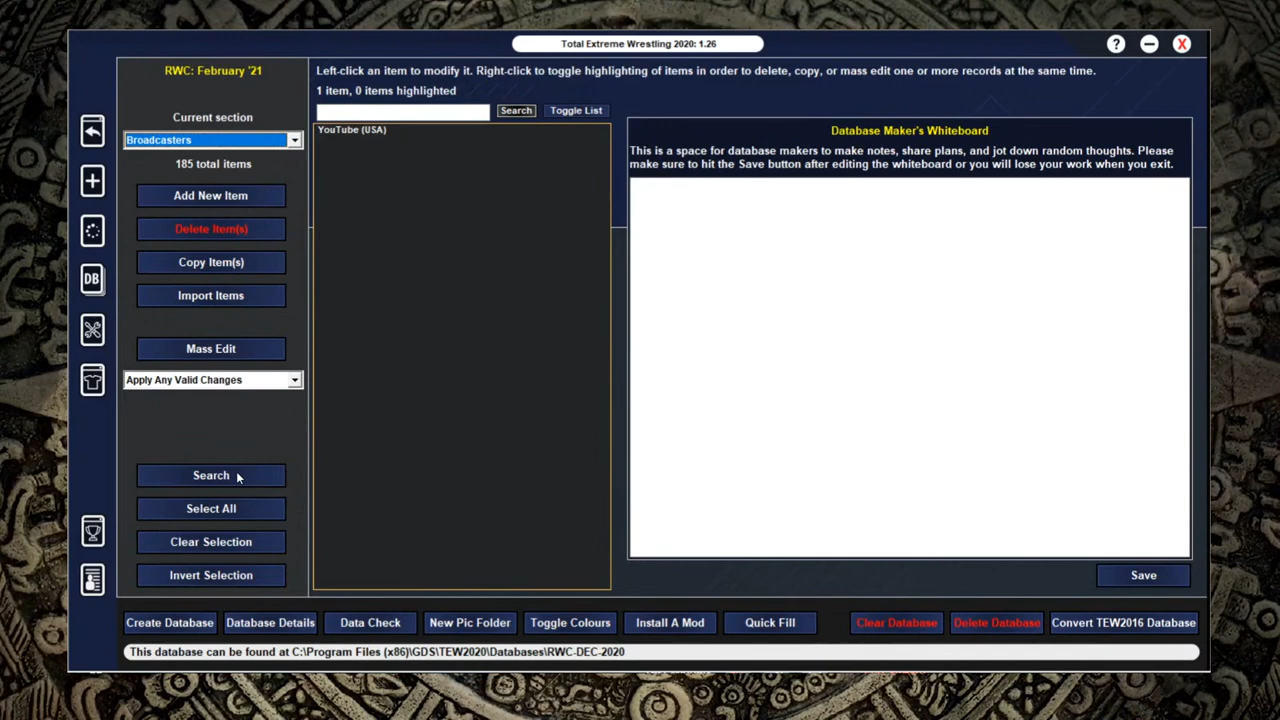 Total Extreme Wrestling 2020: 1.26
?
X
RWC: February '21
Left-click an item to modify it. Right-click to toggle highlighting of items in order to delete, copy, or mass edit one or more records at the same time.
1 item, 0 items highlighted
Current section
Search
Toggle List
Broadcasters
YouTube (USA)
Database Maker's Whiteboard
This is a space for database makers to make notes, share plans, and jot down random thoughts. Please
make sure to hit the Save button after editing the whiteboard or you will lose your work when you exit.
185 total items
Add New Item
Delete Item(s)
Copy Item(s)
DB
Import Items
Mass Edit
Apply Any Valid Changes
Search
Select All
Clear Selection
Invert Selection
Save
Create Database
Database Details
Data Check
New Pic Folder
Toggle Colours
Install A Mod
Quick Fill
Clear Database
Delete Database
Convert TEW2016 Database
This database can be found at C:\Program Files (x86)\GDS\TEW2020\Databases\RWC-DEC-2020